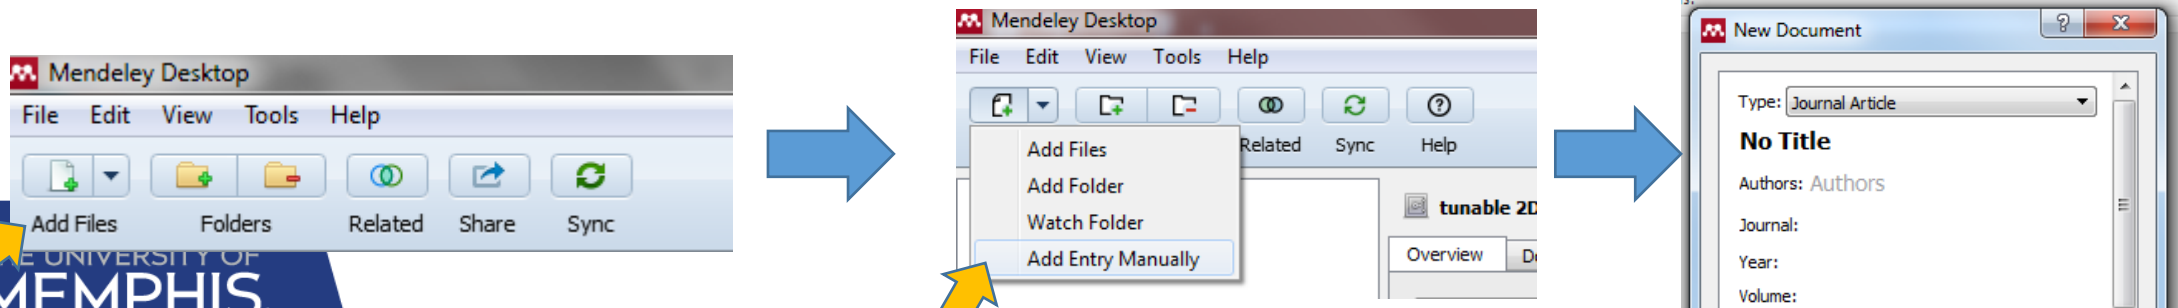 Mendeley Desktop
File Edit View Tools Help
Add Files Folders Related Share Sync
UNIVERSITY OF
MEMPHIS.
Mendeley Desktop
File Edit View Tools Help
Related Sync Help
Add Files
Add Folder
Watch Folder
Add Entry Manually
tunable 2D
Overview
New Document
Type: Journal Article
No Title
Authors: Authors
Journal:
Year:
Volume: